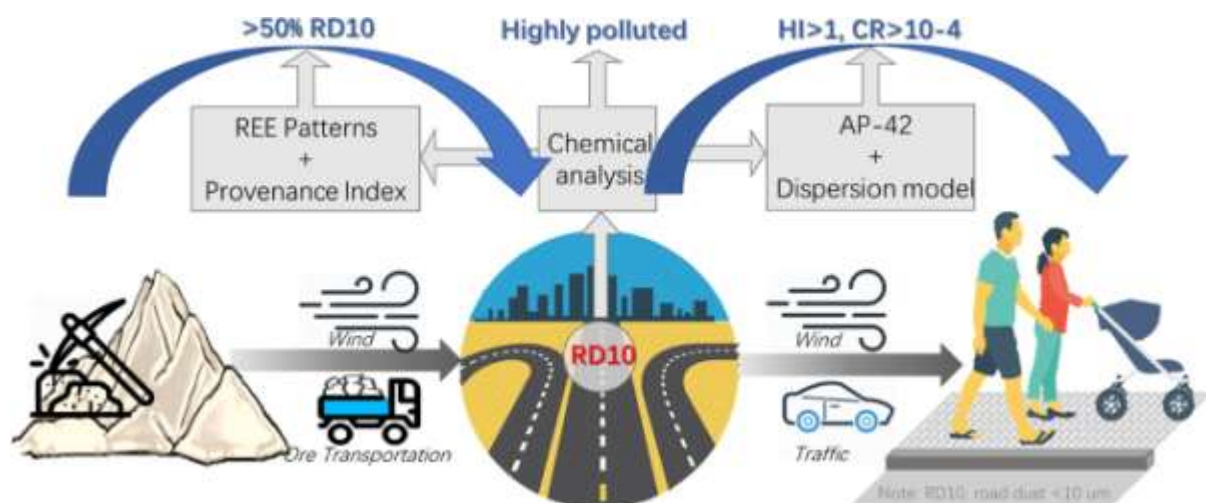 >50% RD10
Highly polluted
HI>1, CR>10-4
REE Patterns
+
Provenance Index
Chemical
analysis
AP-42
+
Dispersion model
Wind
RD10
Wind
Ore Transportation
Traffic
Note: RD10: road dust <10 um